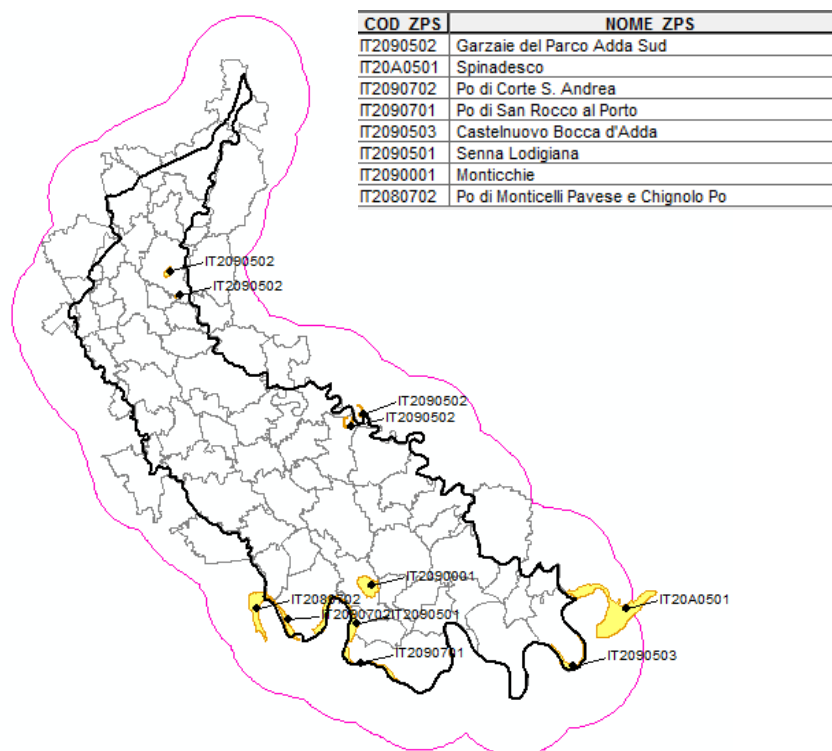 COD_ZPS NOME_ZPS
IT2090502 Garzaie del Parco Adda Sud
IT20A0501 Spinadesco
IT2090702 Po di Corte S. Andrea
IT2090701 Po di San Rocco al Porto
IT2090503 Castelnuovo Bocca d'Adda
IT2090501 Senna Lodigiana
IT2090001 Monticchie
IT2080702 Po di Monticelli Pavese e Chignolo Po
IT2090502
IT2090502
IT2090502
IT2090502
IT2090001
IT2080702
IT20A0501
IT2090702
IT2090501
IT2090701
IT2090503